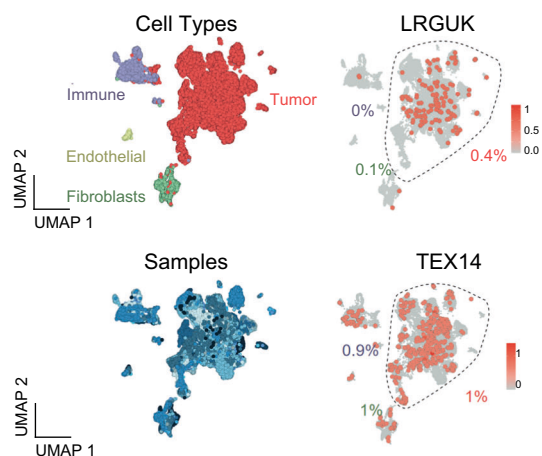 Cell Types
Immune
Tumor
Endothelial
Fibroblasts
UMAP 2
UMAP 1
LRGUK
0%
0.1%
0.4%
1
0.5
0
Samples
UMAP 2
UMAP 1
TEX14
0.9%
1%
1%
1
0